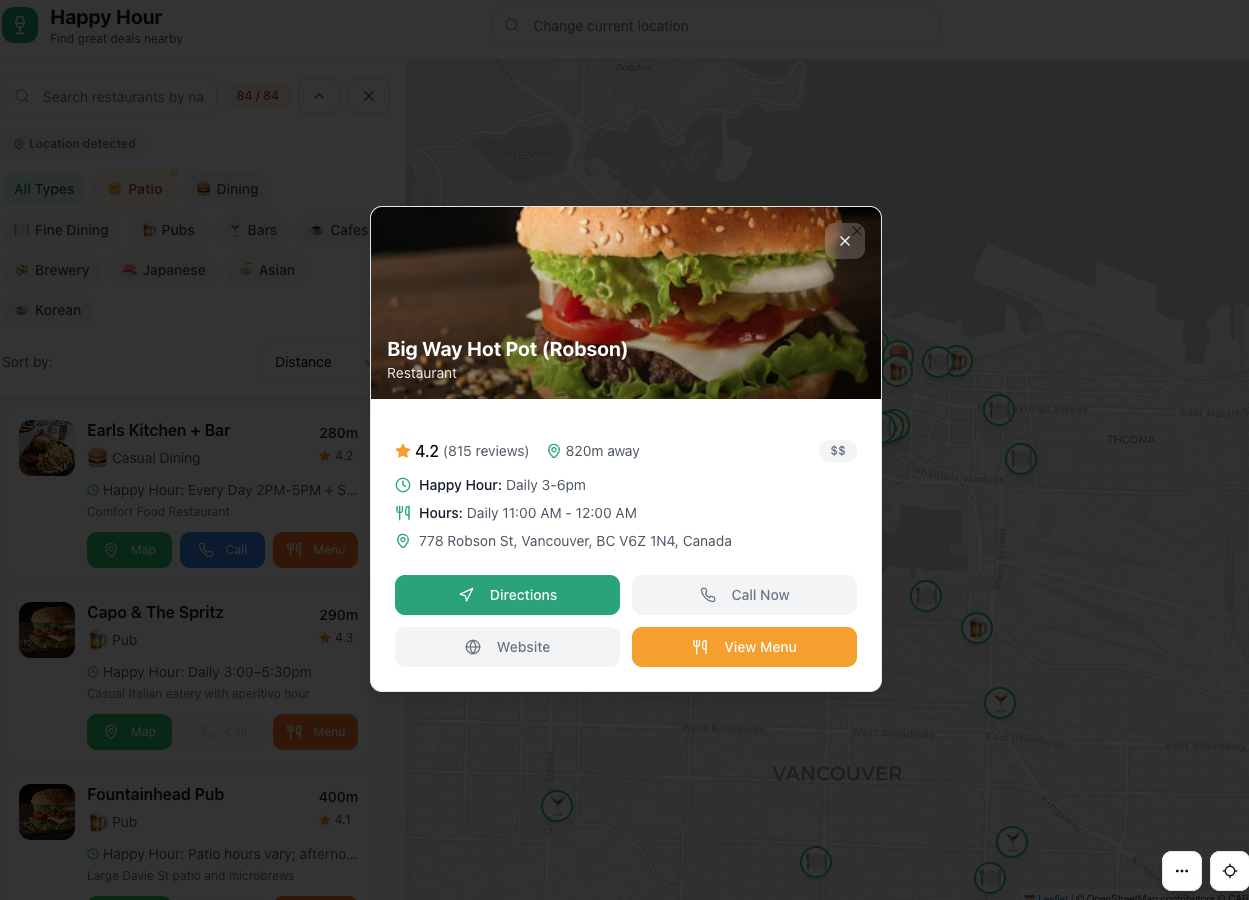 Happy Hour
Find great deals nearby
Change current location
Search restaurants by na
84 / 84
Location detected
All Types
Patio
Dining
Fine Dining
Pubs
Bars
Cafes
Brewery
Japanese
Asian
Korean
Sort by:
Distance
Earls Kitchen + Bar
280m
Casual Dining
4.2
Happy Hour: Every Day 2PM-5PM + S...
Comfort Food Restaurant
Map
Call
Menu
Capo & The Spritz
290m
Pub
4.3
Happy Hour: Daily 3:00–5:30pm
Casual Italian eatery with aperitivo hour
Map
Call
Menu
Fountainhead Pub
400m
Pub
4.1
Happy Hour: Patio hours vary; afterno...
Large Davie St patio and microbrews
Big Way Hot Pot (Robson)
Restaurant
4.2 (815 reviews)
820m away
$$
Happy Hour: Daily 3-6pm
Hours: Daily 11:00 AM - 12:00 AM
778 Robson St, Vancouver, BC V6Z 1N4, Canada
Directions
Call Now
Website
View Menu
Dolphin
Lost Lagoon
East Hastin
THCONA
Dunsmuir Viaduct
Main Street
West Broadway
West Broadway
East Broadway
East Broadway
VANCOUVER
Kingsway
Leaflet | © OpenStreetMap contributors ©